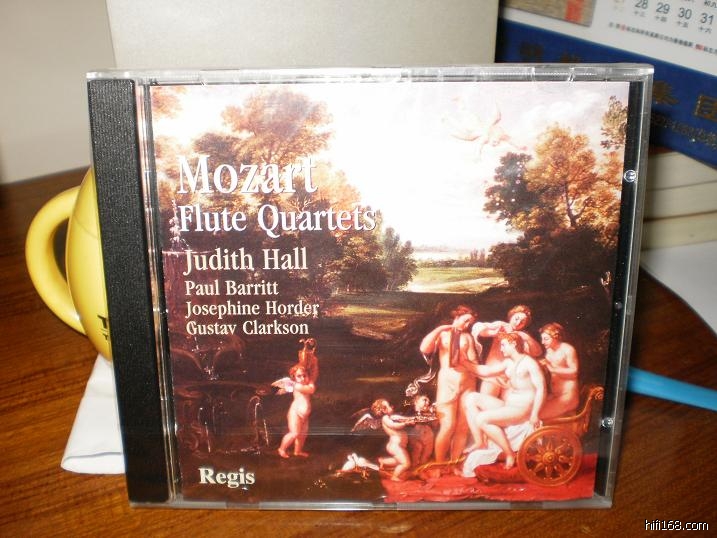 28 29 30 31
Mozart
Flute Quartets
Judith Hall
Paul Barritt
Josephine Horder
Gustav Clarkson
Regis
hifi168.com